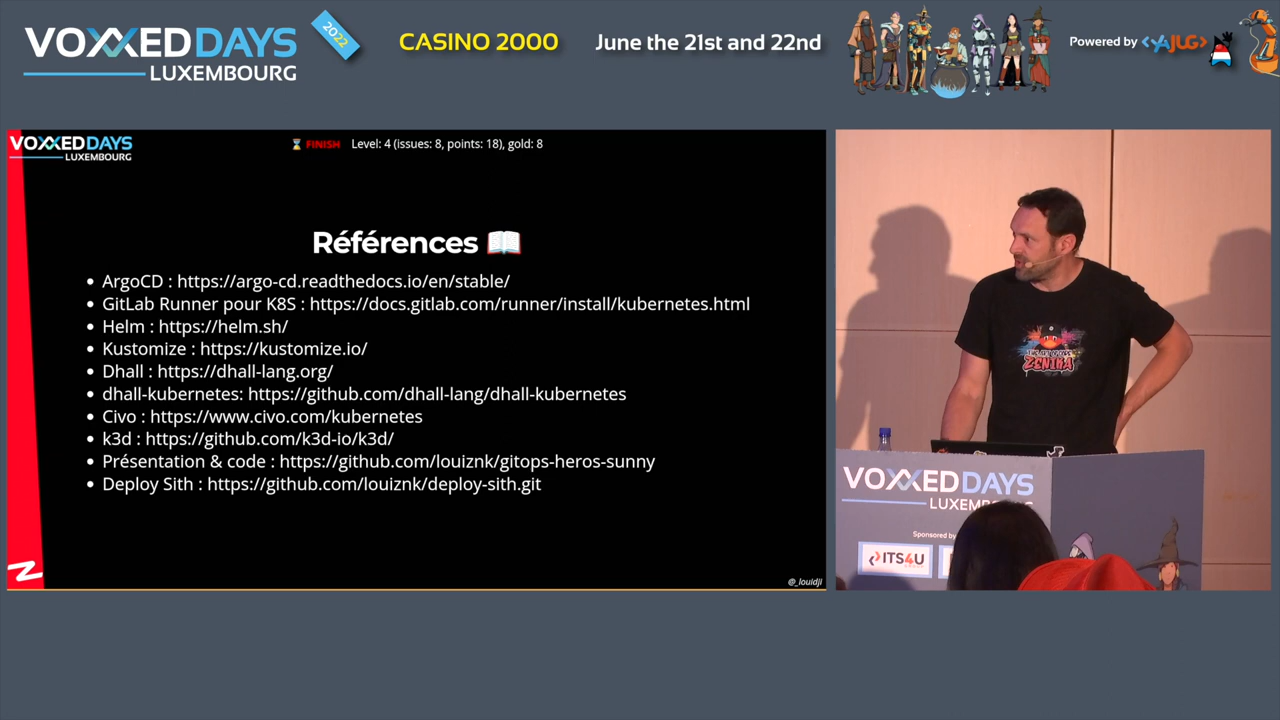 VOXXED DAYS
LUXEMBOURG
2022
CASINO 2000
June the 21st and 22nd
Powered by <YAJUG>
VOXXED DAYS
LUXEMBOURG
FINISH Level: 4 (issues: 8, points: 18), gold: 8
Références
• ArgoCD : https://argo-cd.readthedocs.io/en/stable/
• GitLab Runner pour K8S : https://docs.gitlab.com/runner/install/kubernetes.html
• Helm : https://helm.sh/
• Kustomize : https://kustomize.io/
• Dhall : https://dhall-lang.org/
• dhall-kubernetes: https://github.com/dhall-lang/dhall-kubernetes
• Civo : https://www.civo.com/kubernetes
• k3d : https://github.com/k3d-io/k3d/
• Présentation & code : https://github.com/louiznk/gitops-heros-sunny
• Deploy Sith : https://github.com/louiznk/deploy-sith.git
@_louidji
ZENIKA
VOXXED DAYS
LUXEMBOURG
Sponsored by
ITS4U